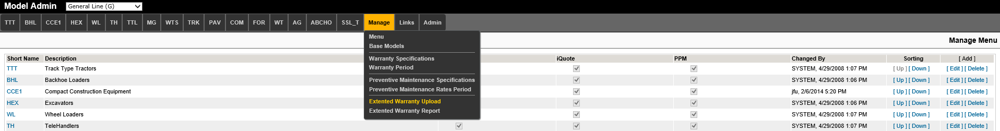 Model Admin General Line (G)
TTT BHL CCE1 HEX WL TH TTL MG WTS TRK PAV COM FOR WT AG ABCHO SSL_T Manage Links Admin
Menu
Base Models
Warranty Specifications
Warranty Period
Preventive Maintenance Specifications
Preventive Maintenance Rates Period
Extented Warranty Upload
Extented Warranty Report
Manage Menu
Short Name Description iQuote PPM Changed By Sorting [ Add ]
TTT Track Type Tractors SYSTEM, 4/29/2008 1:07 PM [ Up ] [ Down ] [ Edit ] [ Delete ]
BHL Backhoe Loaders SYSTEM, 4/29/2008 1:06 PM [ Up ] [ Down ] [ Edit ] [ Delete ]
CCE1 Compact Construction Equipment jfu, 2/6/2014 5:20 PM [ Up ] [ Down ] [ Edit ] [ Delete ]
HEX Excavators SYSTEM, 4/29/2008 1:06 PM [ Up ] [ Down ] [ Edit ] [ Delete ]
WL Wheel Loaders SYSTEM, 4/29/2008 1:07 PM [ Up ] [ Down ] [ Edit ] [ Delete ]
TH TeleHandlers SYSTEM, 4/29/2008 1:07 PM [ Up ] [ Down ] [ Edit ] [ Delete ]